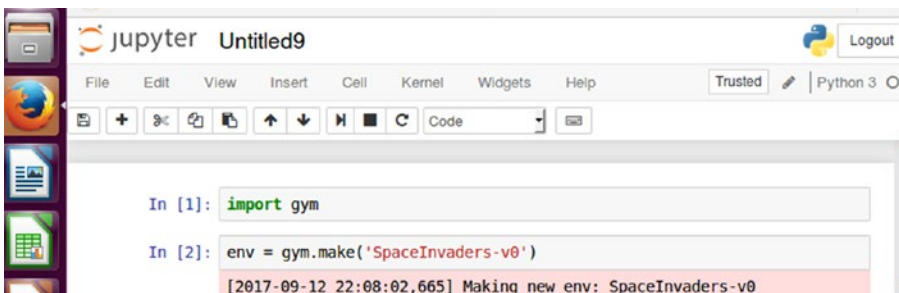 jupyter Untitled9
Logout
File Edit View Insert Cell Kernel Widgets Help Trusted Python 3
Code
In [1]: import gym
In [2]: env = gym.make('SpaceInvaders-v0')
[2017-09-12 22:08:02,665] Making new env: SpaceInvaders-v0